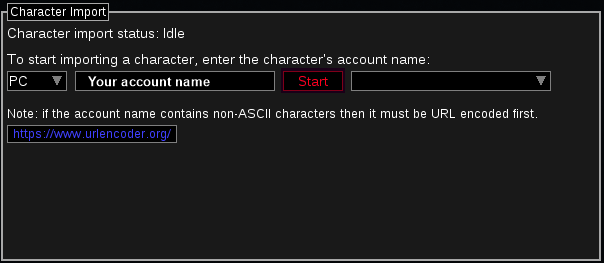 Character Import
Character import status: Idle
To start importing a character, enter the character's account name:
PC Your account name Start
Note: if the account name contains non-ASCII characters then it must be URL encoded first.
https://www.urlencoder.org/